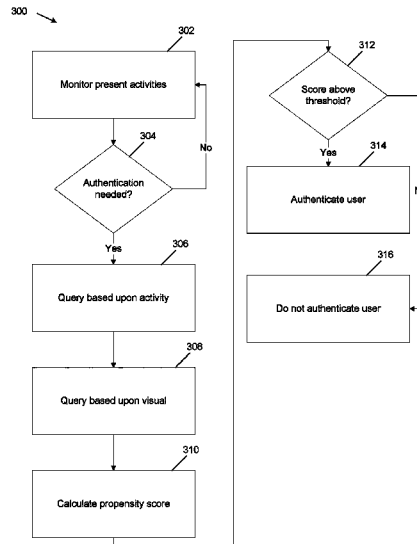 300
302
Monitor present activities
304
No
Authentication
needed?
Yes
306
Query based upon activity
308
Query based upon visual
310
Calculate propensity score
312
Score above
threshold?
Yes
314
Authenticate user
316
Do not authenticate user